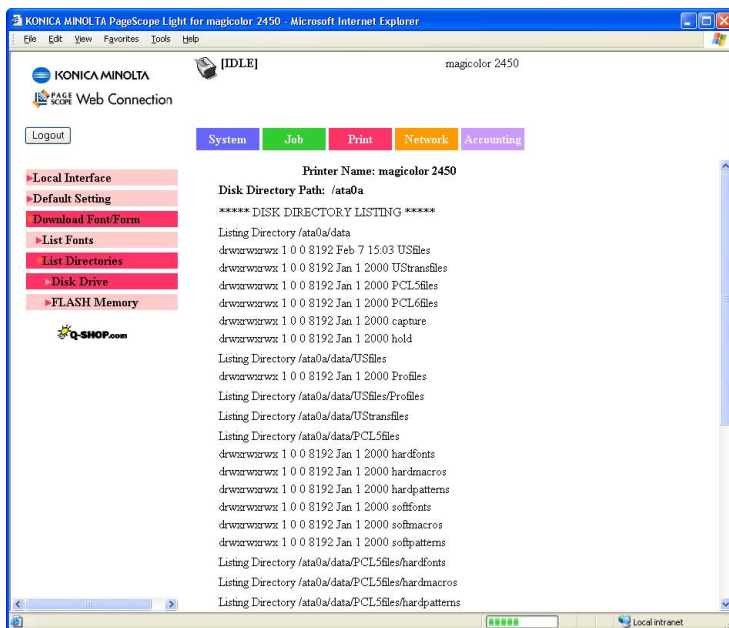 KONICA MINOLTA PageScope Light for magicolor 2450 - Microsoft Internet Explorer
File Edit View Favorites Tools Help
KONICA MINOLTA
PAGE SCOPE Web Connection
[IDLE]
magicolor 2450
Logout
System Job Print Network Accounting
Local Interface
Default Setting
Download Font/Form
List Fonts
List Directories
Disk Drive
FLASH Memory
Q-SHOP.com
Printer Name: magicolor 2450
Disk Directory Path: /ata0a
***** DISK DIRECTORY LISTING *****
Listing Directory /ata0a/data
drwxrwxrwx 1 0 0 8192 Feb 7 15:03 USfiles
drwxrwxrwx 1 0 0 8192 Jan 1 2000 UStransfiles
drwxrwxrwx 1 0 0 8192 Jan 1 2000 PCL5files
drwxrwxrwx 1 0 0 8192 Jan 1 2000 PCL6files
drwxrwxrwx 1 0 0 8192 Jan 1 2000 capture
drwxrwxrwx 1 0 0 8192 Jan 1 2000 hold
Listing Directory /ata0a/data/USfiles
drwxrwxrwx 1 0 0 8192 Jan 1 2000 Profiles
Listing Directory /ata0a/data/USfiles/Profiles
Listing Directory /ata0a/data/UStransfiles
Listing Directory /ata0a/data/PCL5files
drwxrwxrwx 1 0 0 8192 Jan 1 2000 hardfonts
drwxrwxrwx 1 0 0 8192 Jan 1 2000 hardmacros
drwxrwxrwx 1 0 0 8192 Jan 1 2000 hardpatterns
drwxrwxrwx 1 0 0 8192 Jan 1 2000 softfonts
drwxrwxrwx 1 0 0 8192 Jan 1 2000 softmacros
drwxrwxrwx 1 0 0 8192 Jan 1 2000 softpatterns
Listing Directory /ata0a/data/PCL5files/hardfonts
Listing Directory /ata0a/data/PCL5files/hardmacros
Listing Directory /ata0a/data/PCL5files/hardpatterns
Local intranet